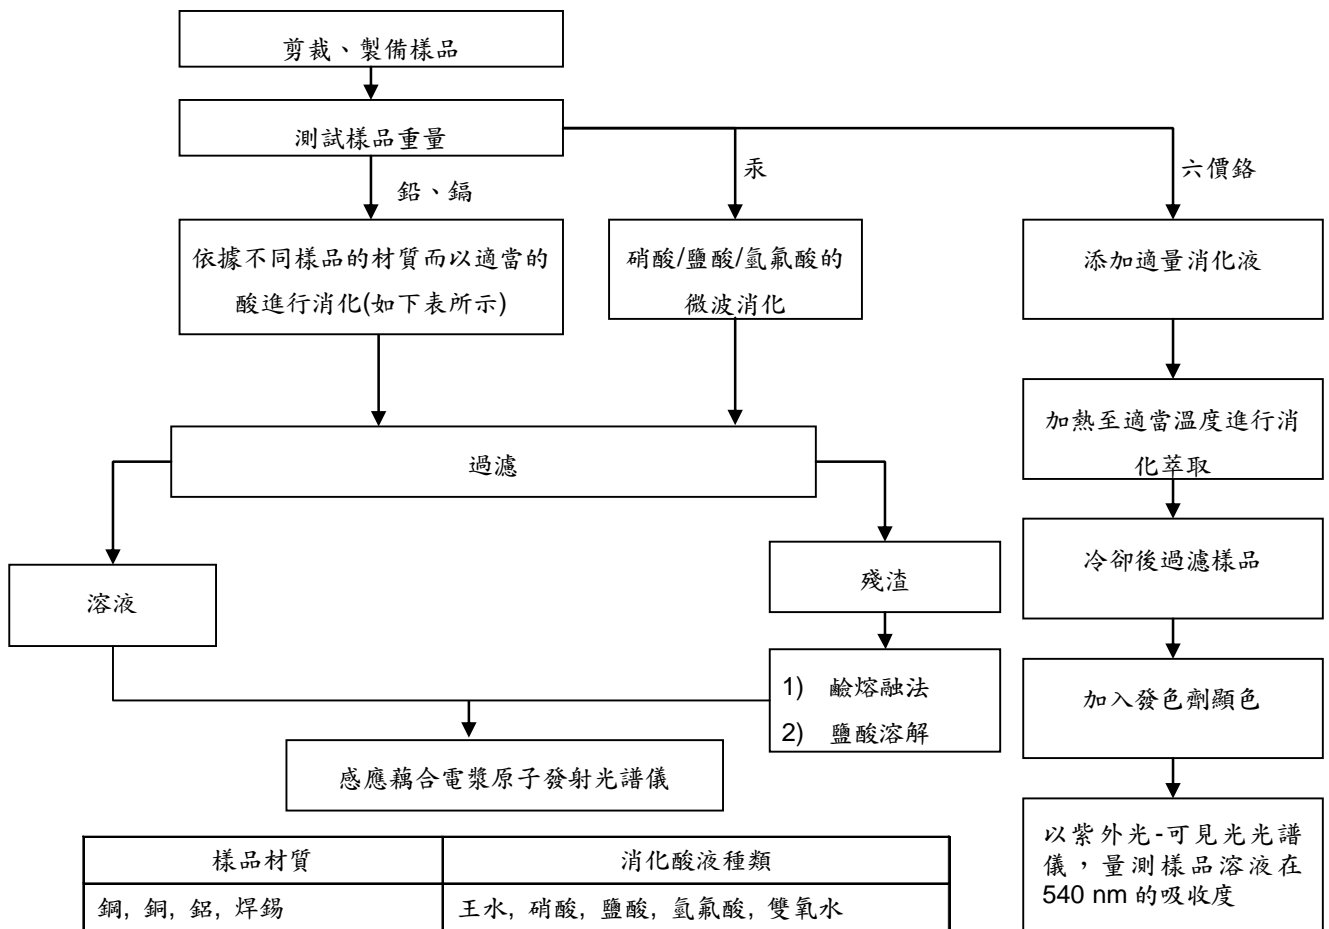 剪裁、製備樣品
測試樣品重量
鉛、鎘
汞
六價鉻
依據不同樣品的材質而以適當的
酸進行消化(如下表所示)
硝酸/鹽酸/氫氟酸的
微波消化
添加適量消化液
加熱至適當溫度進行消
化萃取
過濾
冷卻後過濾樣品
溶液
殘渣
1) 鹼熔融法
2) 鹽酸溶解
加入發色劑顯色
感應藕合電漿原子發射光譜儀
以紫外光-可見光光譜
儀，量測樣品溶液在
540 nm 的吸收度
樣品材質 消化酸液種類
鋼, 銅, 鋁, 焊錫 王水, 硝酸, 鹽酸, 氫氟酸, 雙氧水